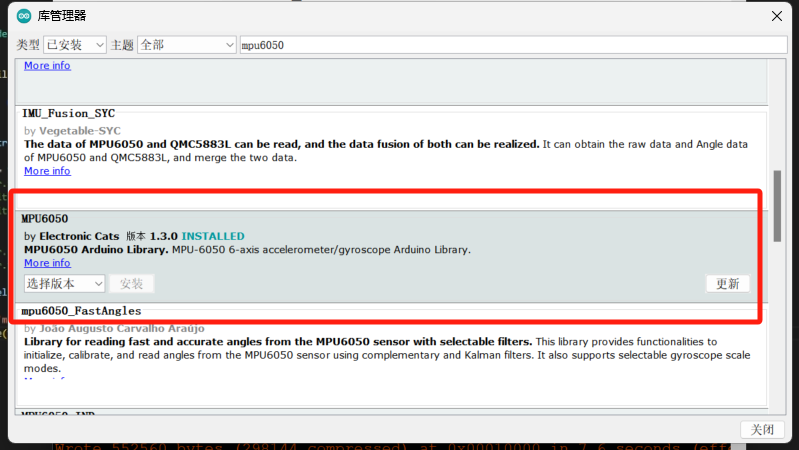 库管理器
类型 已安装 主题 全部 mpu6050
More info
IMU_Fusion_SYC
by Vegetable-SYC
The data of MPU6050 and QMC5883L can be read, and the data fusion of both can be realized. It can obtain the raw data and Angle data
of MPU6050 and QMC5883L, and merge the two data.
More info
MPU6050
by Electronic Cats 版本 1.3.0 INSTALLED
MPU6050 Arduino Library. MPU-6050 6-axis accelerometer/gyroscope Arduino Library.
More info
选择版本 安装 更新
mpu6050_FastAngles
by João Augusto Carvalho Araújo
Library for reading fast and accurate angles from the MPU6050 sensor with selectable filters. This library provides functionalities to
initialize, calibrate, and read angles from the MPU6050 sensor using complementary and Kalman filters. It also supports selectable gyroscope scale
modes.
More info
MPU6050_IND
关闭
Wrote 552560 bytes (298144 compressed) at 0x00010000 in 7.6 seconds (eff